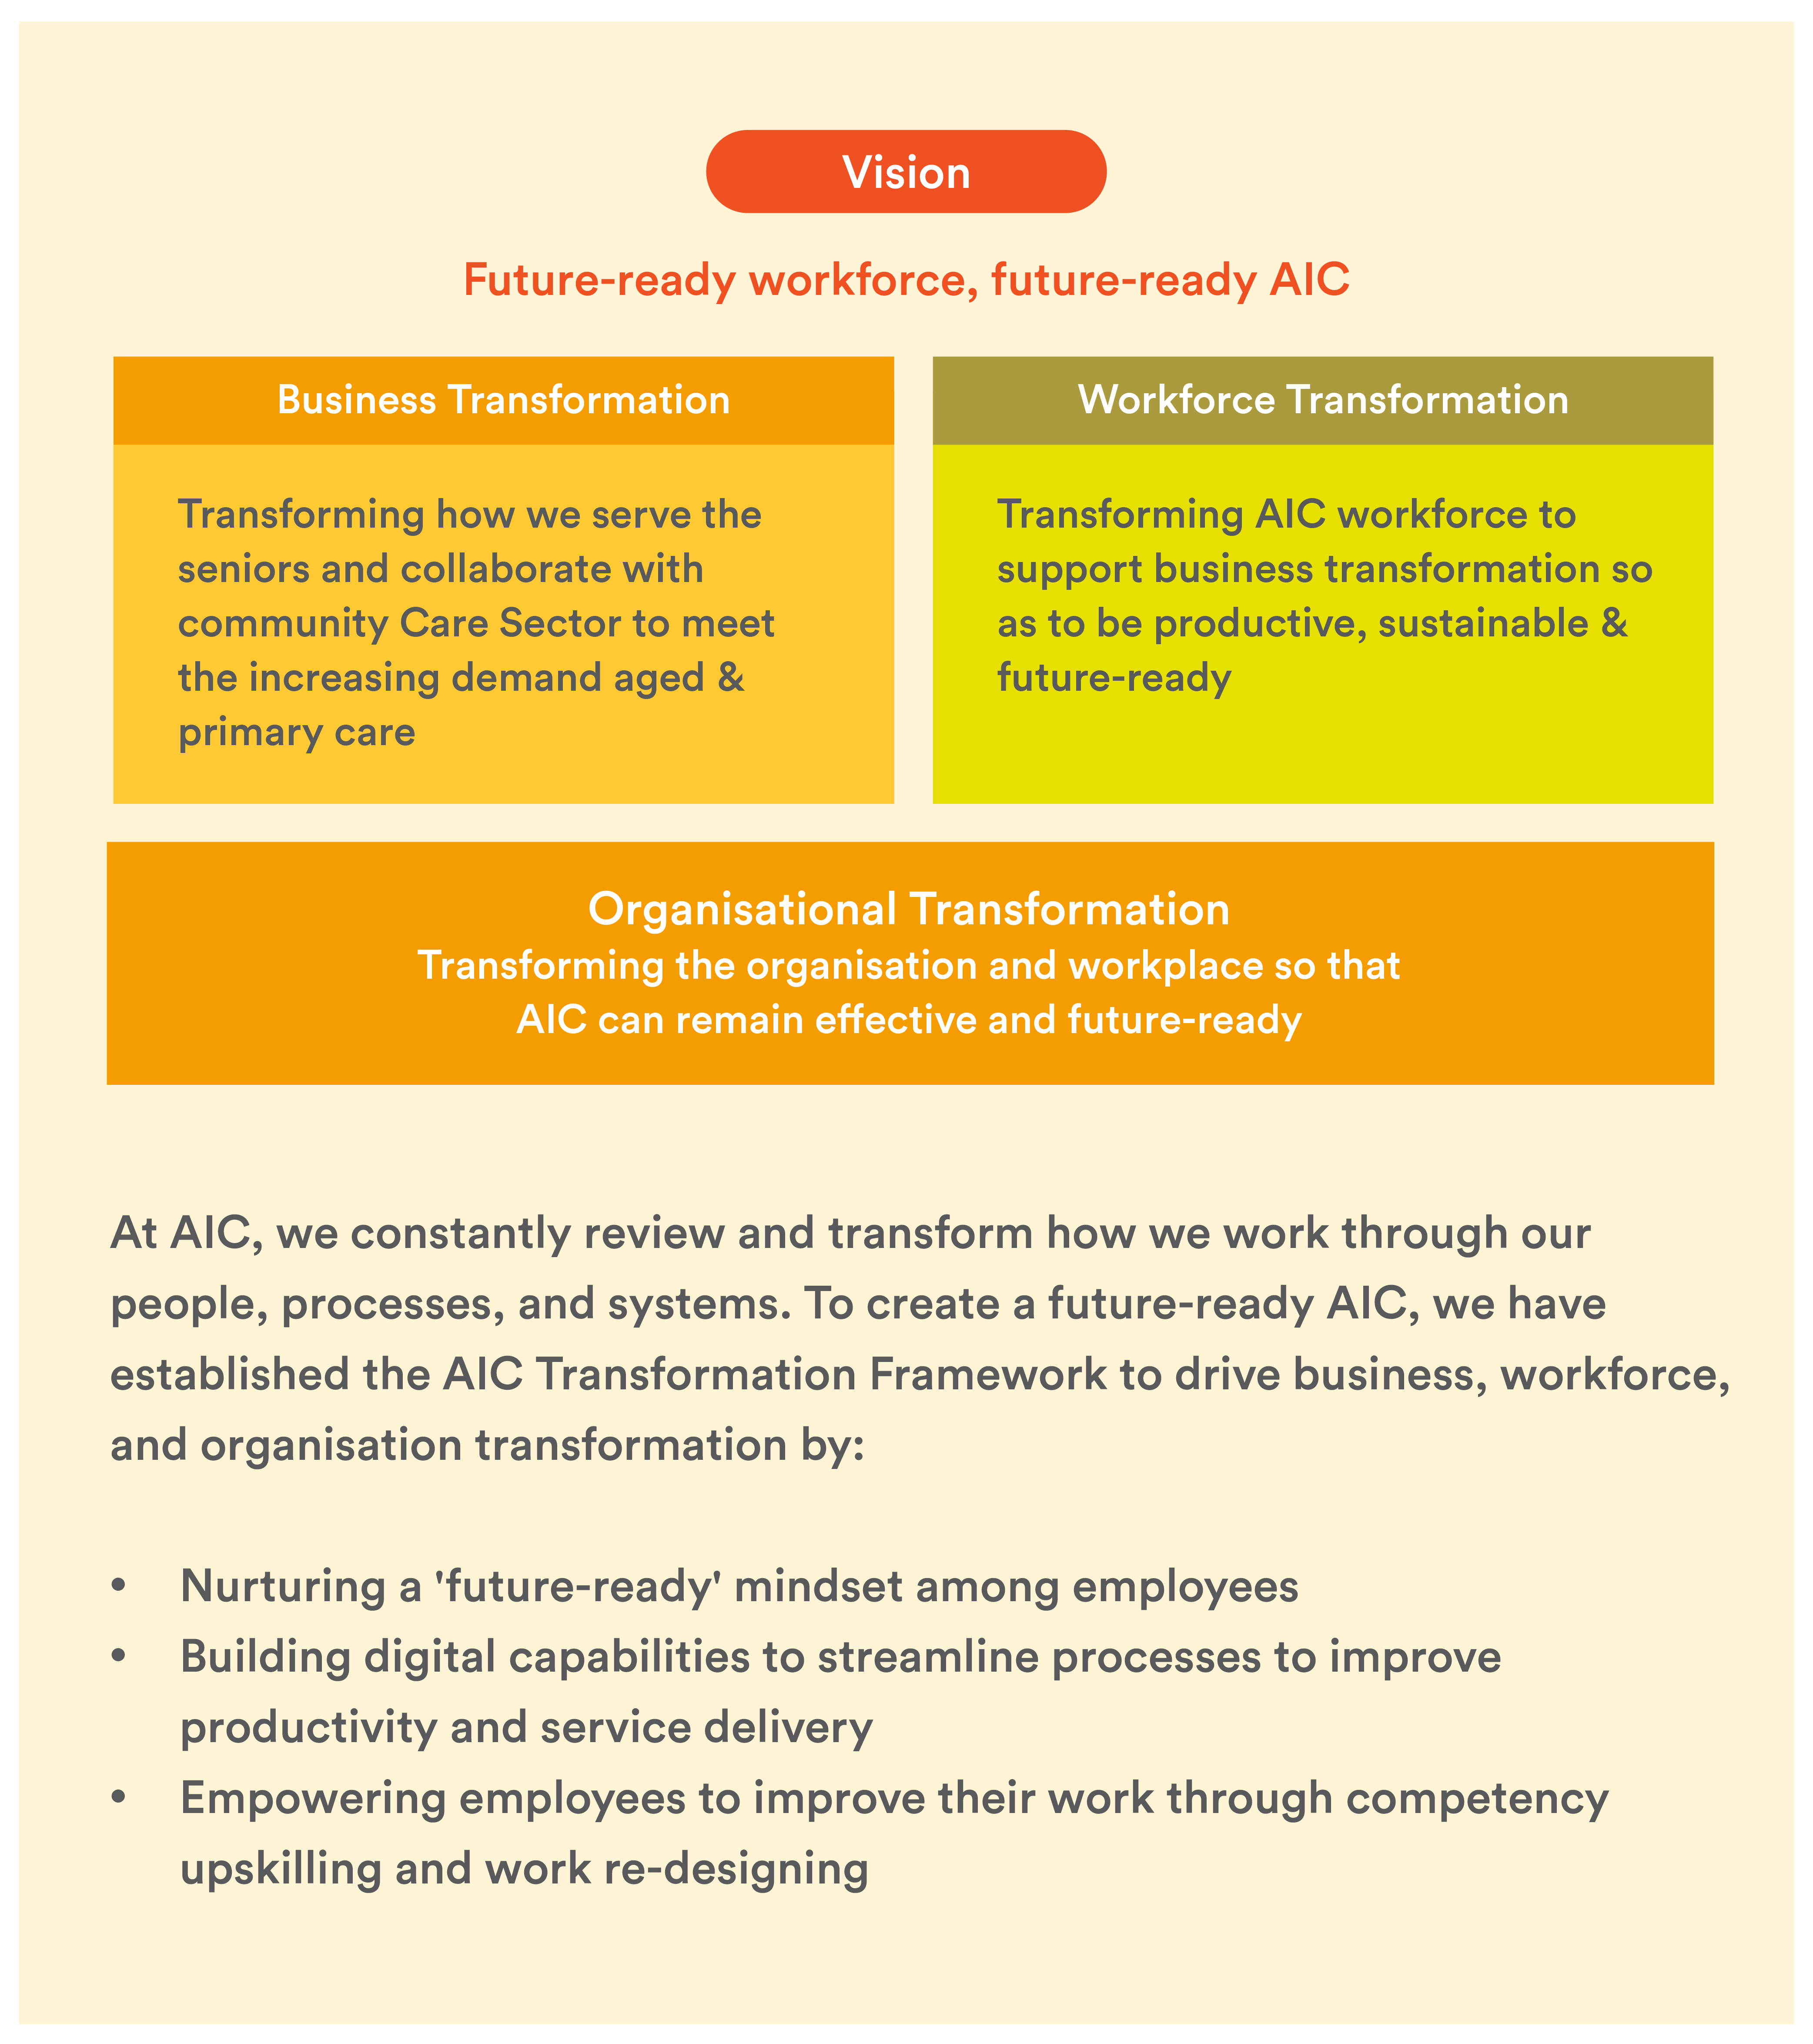 Vision
Future-ready workforce, future-ready AIC
Business Transformation
Transforming how we serve the
seniors and collaborate with
community Care Sector to meet
the increasing demand aged &
primary care
Workforce Transformation
Transforming AIC workforce to
support business transformation so
as to be productive, sustainable &
future-ready
Organisational Transformation
Transforming the organisation and workplace so that
AIC can remain effective and future-ready
At AIC, we constantly review and transform how we work through our
people, processes, and systems. To create a future-ready AIC, we have
established the AIC Transformation Framework to drive business, workforce,
and organisation transformation by:
• Nurturing a 'future-ready' mindset among employees
• Building digital capabilities to streamline processes to improve
productivity and service delivery
• Empowering employees to improve their work through competency
upskilling and work re-designing